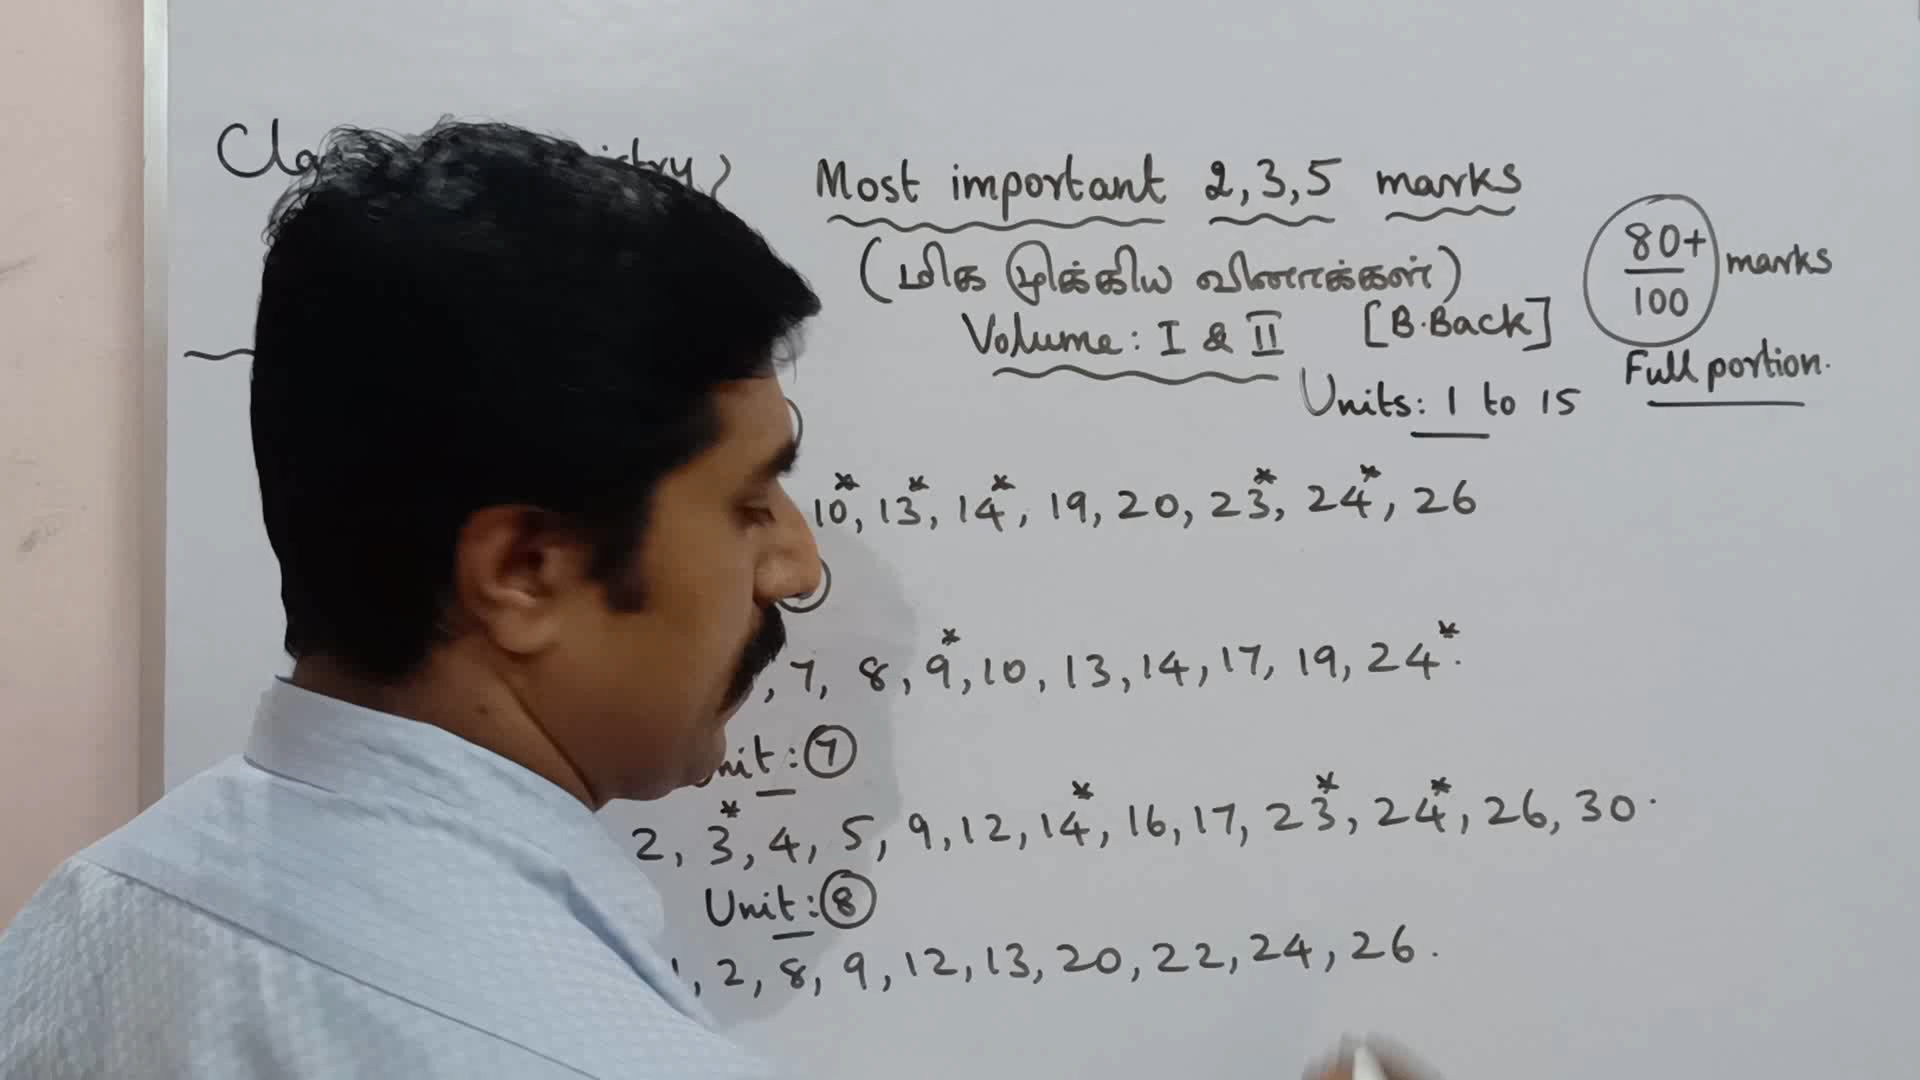 Most important 2,3,5 marks
(மிக முக்கிய வினாக்கள்)
80+
100
marks
Volume: I & II [B.Back]
Full portion.
Units: 1 to 15
10*, 13*, 14*, 19, 20, 23*, 24*, 26
, 7, 8, 9*, 10, 13, 14, 17, 19, 24*.
Unit: 7
2, 3*, 4, 5, 9, 12, 14*, 16, 17, 23*, 24*, 26, 30.
Unit: 8
, 2, 8, 9, 12, 13, 20, 22, 24, 26.